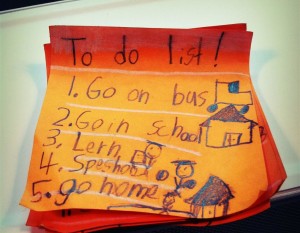 To do list!
1. Go on bus
2. Go in school
3. Lern
4. Speshool
5. go home